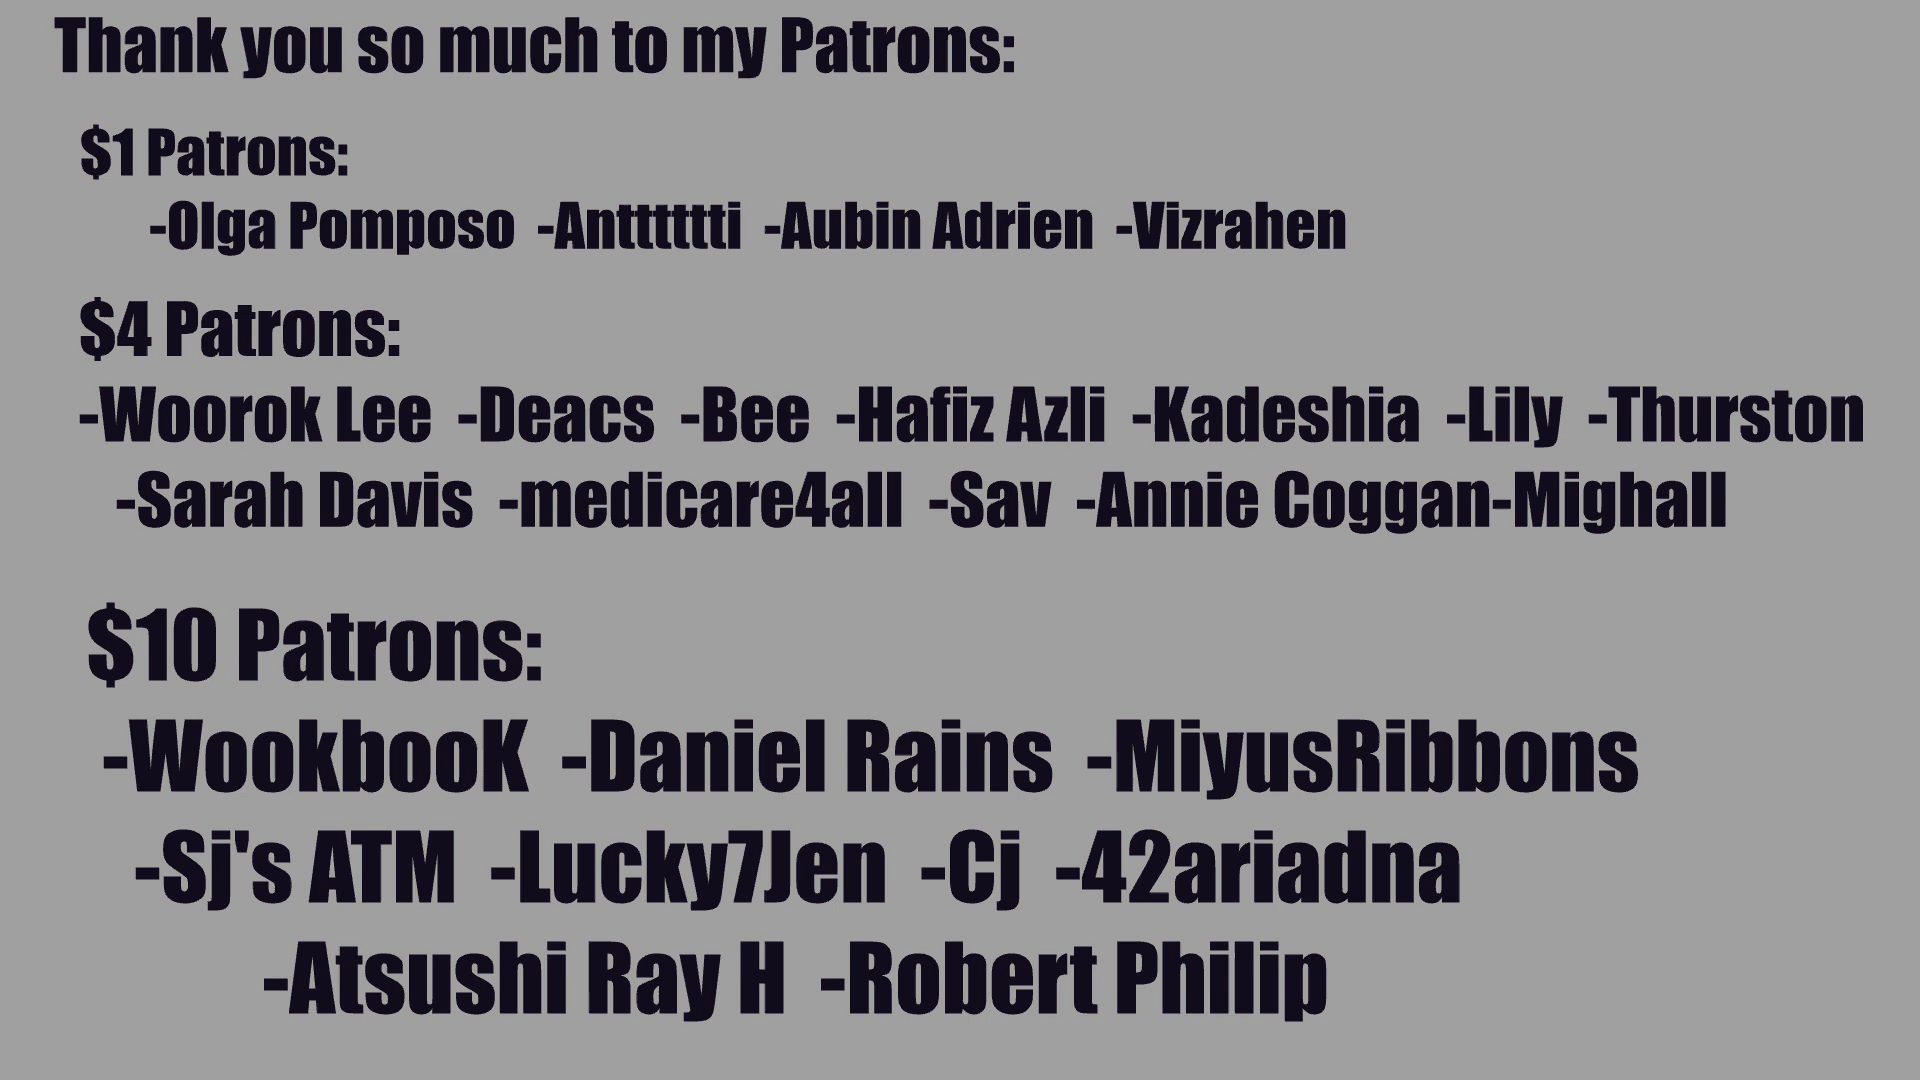 Thank you so much to my Patrons:
$1 Patrons:
-Olga Pomposo -Anttttttti -Aubin Adrien -Vizrahen
$4 Patrons:
-Woorok Lee -Deacs -Bee -Hafiz Azli -Kadeshia -Lily -Thurston
-Sarah Davis -medicare4all -Sav -Annie Coggan-Mighall
$10 Patrons:
-WookbooK -Daniel Rains -MiyusRibbons
-Sj's ATM -Lucky7Jen -Cj -42ariadna
-Atsushi Ray H -Robert Philip